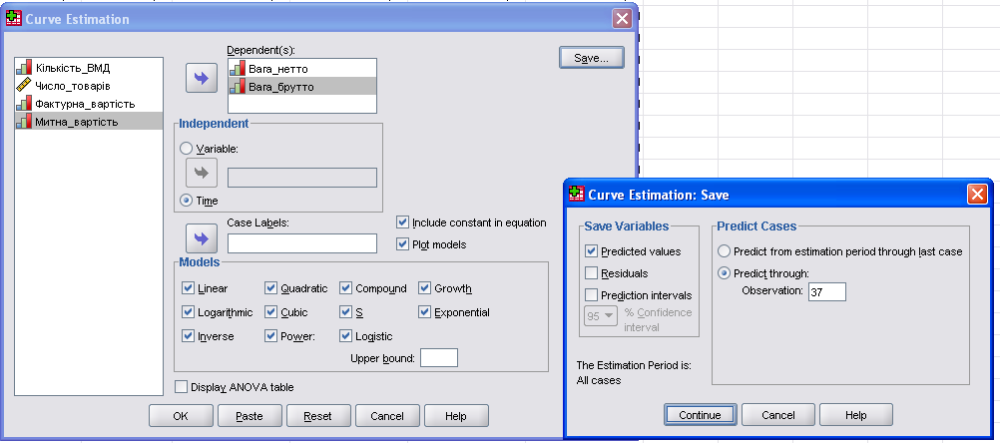 Curve Estimation
Dependent(s):
Кількість_ВМД
Число_товарів
Фактурна_вартість
Митна_вартість
Вага_нетто
Вага_брутто
Save...
Independent
Variable:
Time
Case Labels:
Include constant in equation
Plot models
Models
Linear
Quadratic
Compound
Growth
Logarithmic
Cubic
S
Exponential
Inverse
Power:
Logistic
Upper bound:
Display ANOVA table
OK
Paste
Reset
Cancel
Help
Curve Estimation: Save
Save Variables
Predicted values
Residuals
Prediction intervals
95 % Confidence
interval
Predict Cases
Predict from estimation period through last case
Predict through:
Observation: 37
The Estimation Period is:
All cases
Continue
Cancel
Help